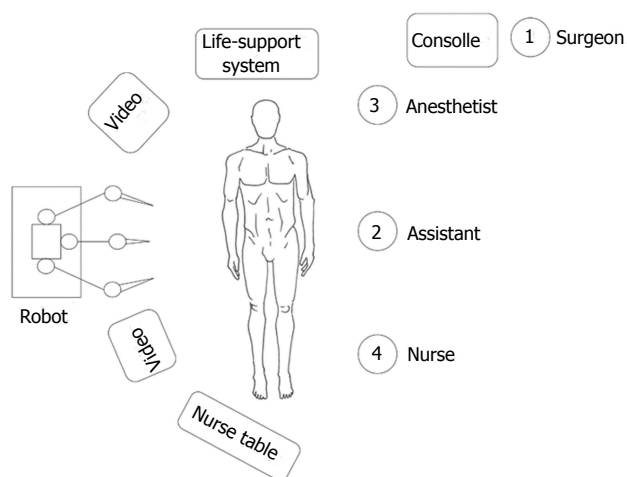 Life-support
system
Consolle
1 Surgeon
Video
3 Anesthetist
2 Assistant
Robot
Video
4 Nurse
Nurse table